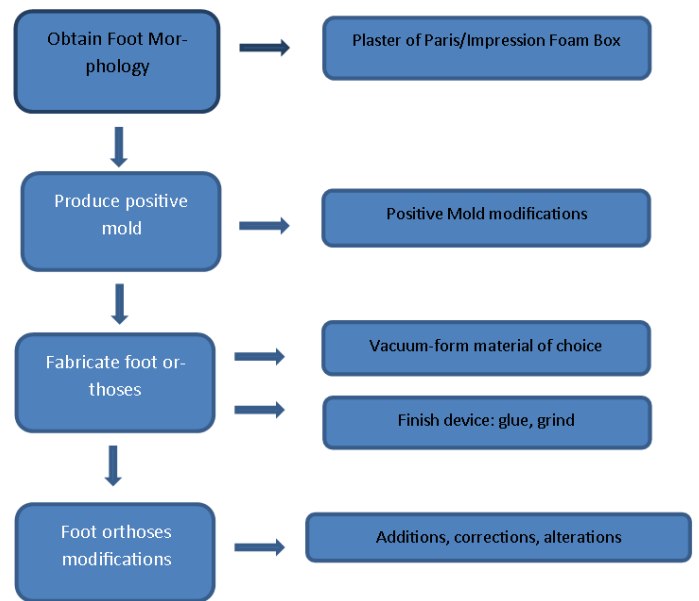 Obtain Foot Mor-
phology
Plaster of Paris/Impression Foam Box
Produce positive
mold
Positive Mold modifications
Fabricate foot or-
thoses
Vacuum-form material of choice
Finish device: glue, grind
Foot orthoses
modifications
Additions, corrections, alterations